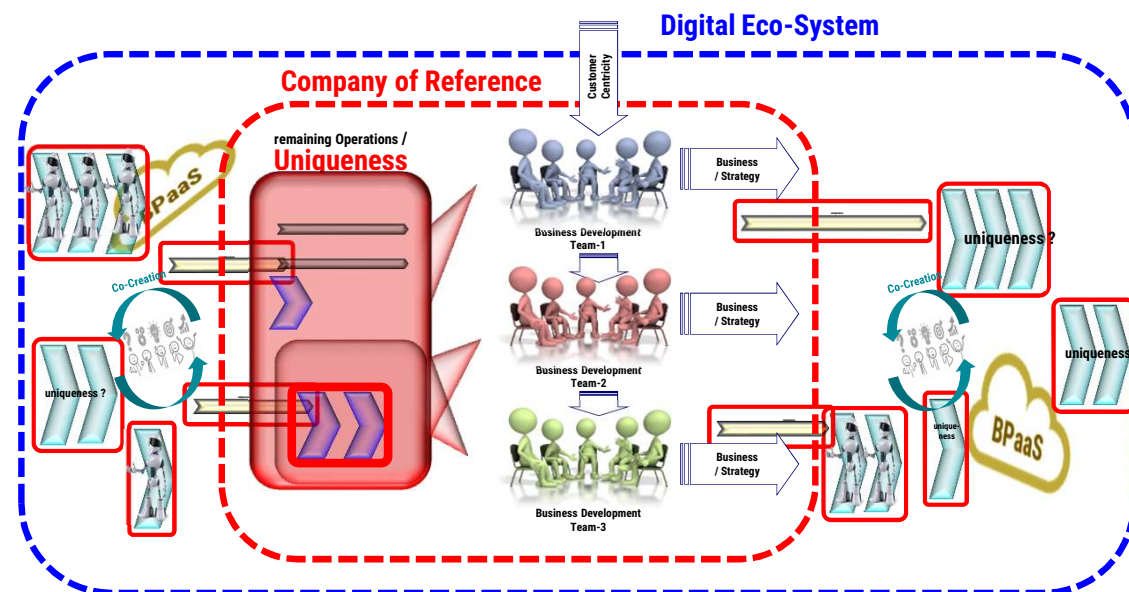 Digital Eco-System
Company of Reference
Customer
Centricity
remaining Operations /
Uniqueness
BPaaS
Business
/ Strategy
Business Development
Team-1
uniqueness ?
Co-Creation
Co-Creation
Business
/ Strategy
uniqueness ?
Business Development
Team-2
uniqueness
unique-
ness
BPaaS
Business
/ Strategy
Business Development
Team-3